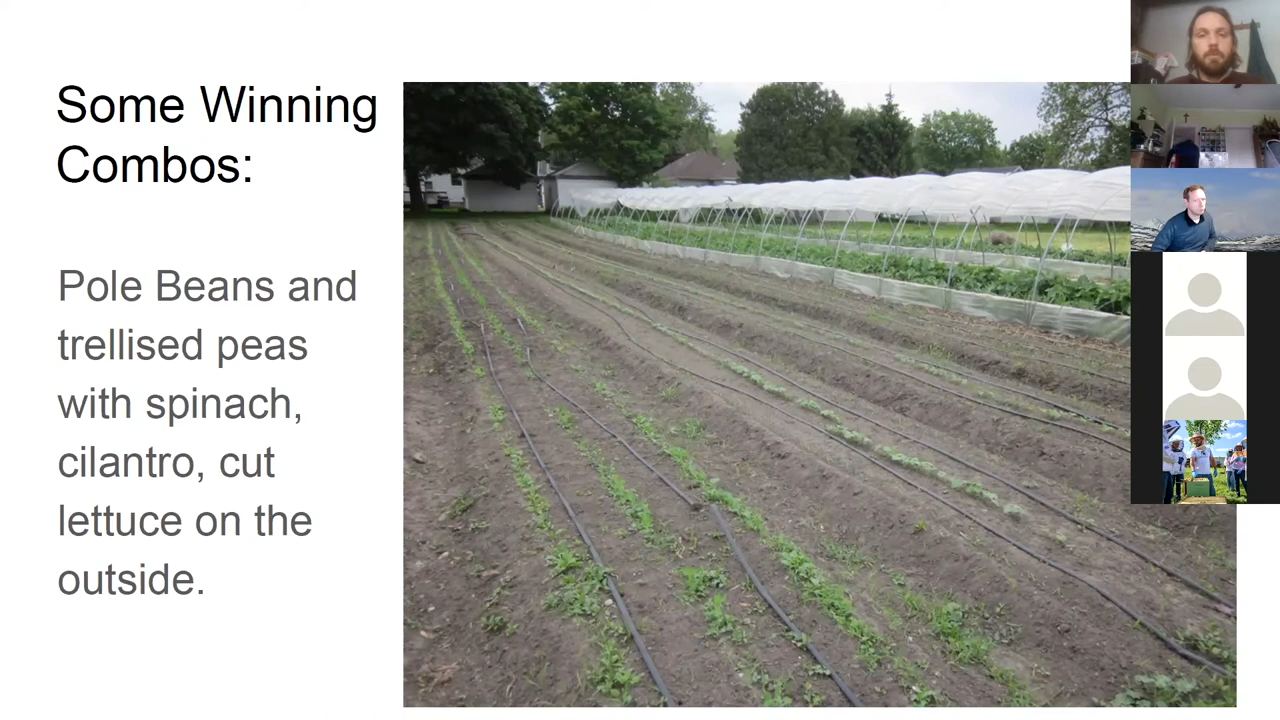 Some Winning
Combos:
Pole Beans and
trellised peas
with spinach,
cilantro, cut
lettuce on the
outside.